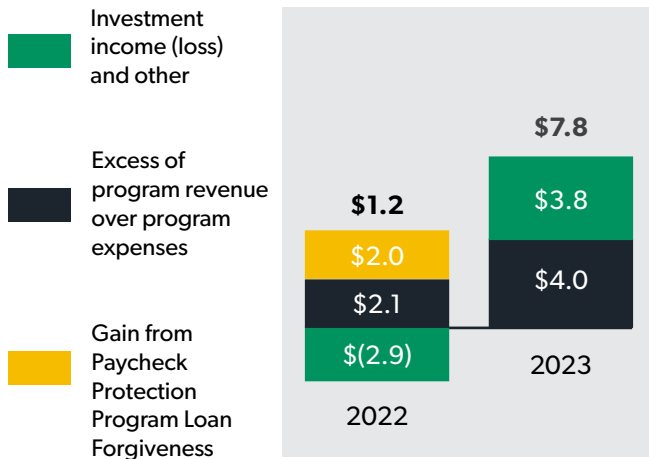 Investment
income (loss)
and other
Excess of
program revenue
over program
expenses
Gain from
Paycheck
Protection
Program Loan
Forgiveness
$1.2
$2.0
$2.1
$(2.9)
2022
$7.8
$3.8
$4.0
2023